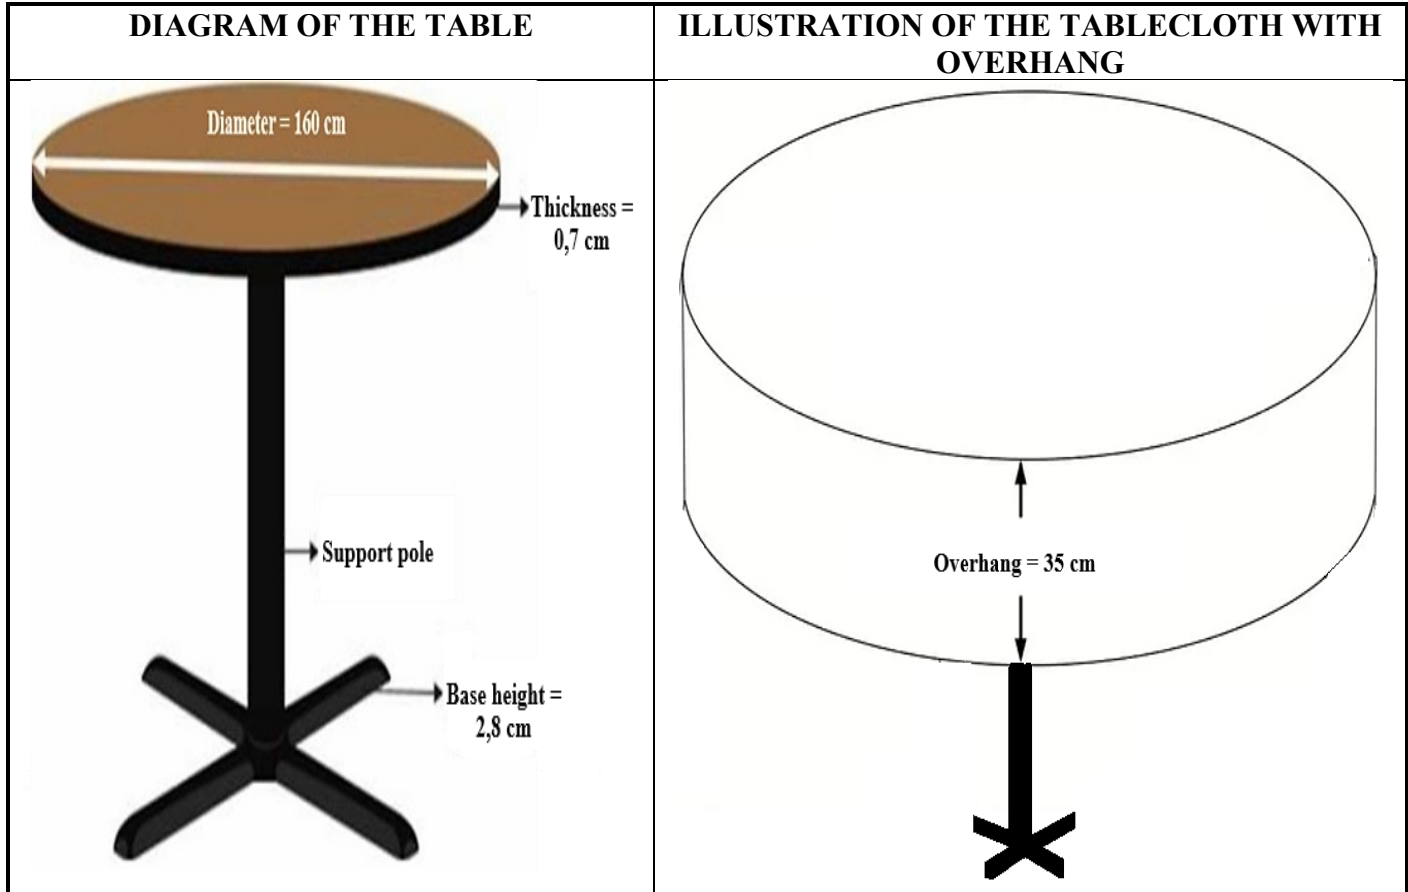 DIAGRAM OF THE TABLE
ILLUSTRATION OF THE TABLECLOTH WITH
OVERHANG
Diameter = 160 cm
Thickness =
0,7 cm
Support pole
Base height =
2,8 cm
Overhang = 35 cm